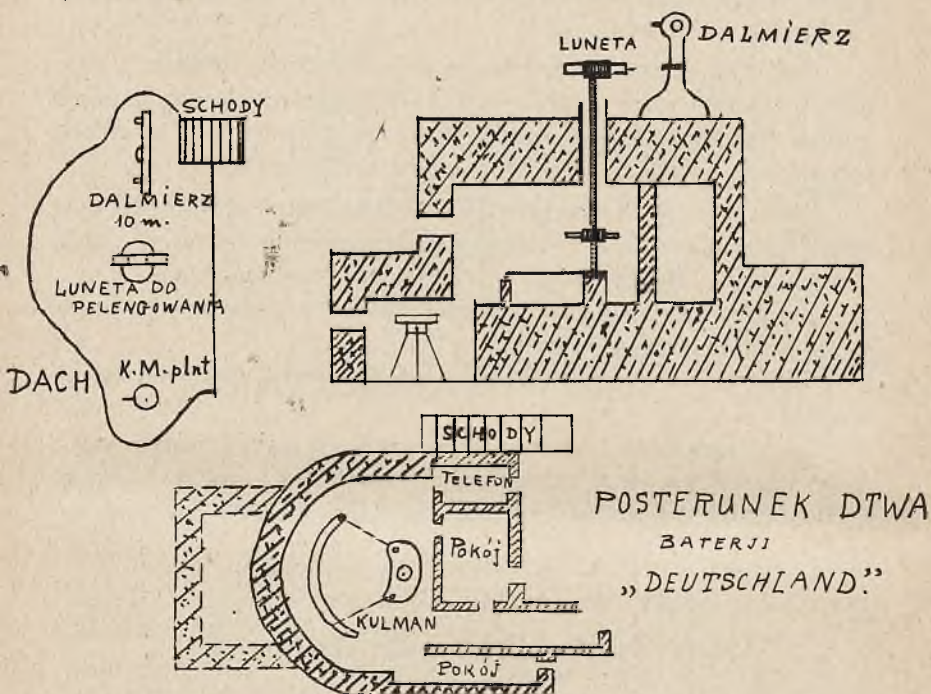 LUNETA
DALMIERZ
SCHODY
DALMIERZ
10 m.
LUNETA DO
PELENGOWANIA
K.M. plnt
DACH
SCHODY
TELEFON
POKÓJ
KULMAN
POKÓJ
POSTERUNEK DTWA
BATERJI
„DEUTSCHLAND.”